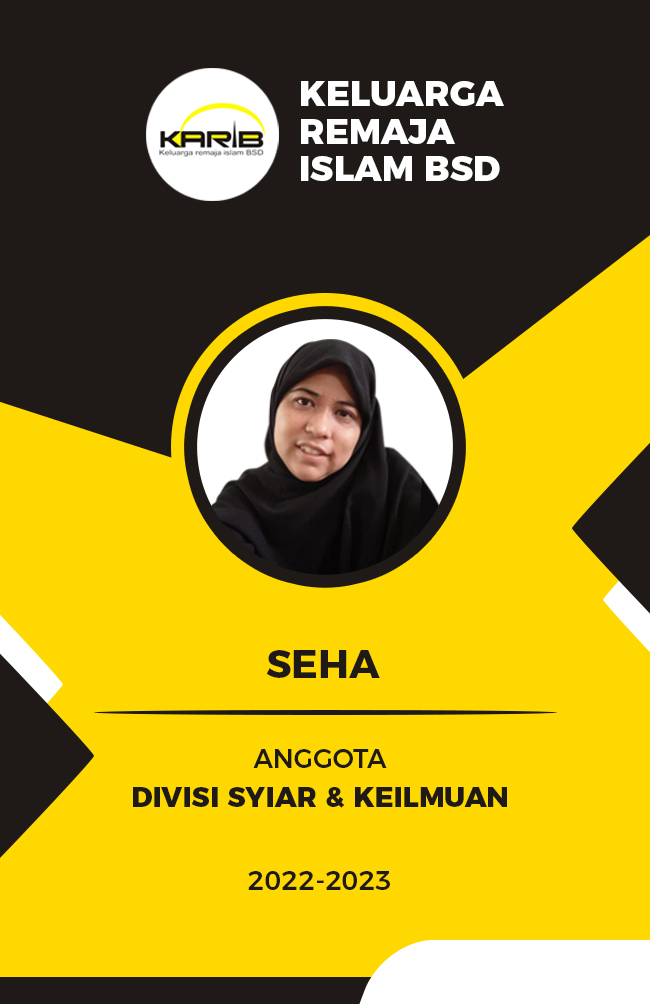 KARIB
Keluarga remaja islam BSD
KELUARGA
REMAJA
ISLAM BSD
SEHA
ANGGOTA
DIVISI SYIAR & KEILMUAN
2022-2023